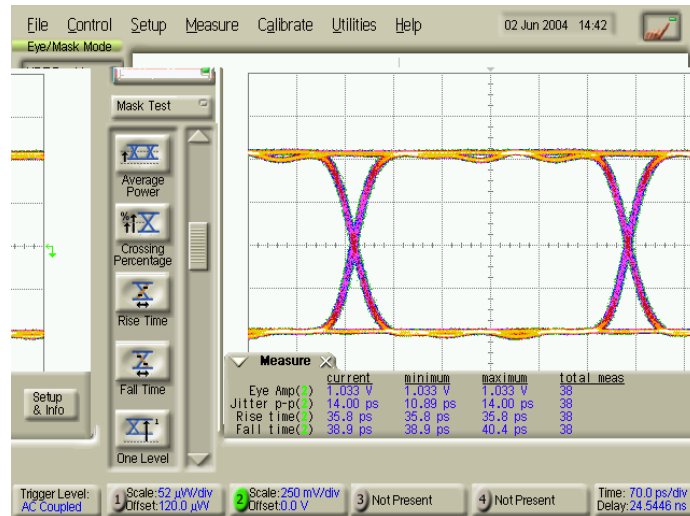 File Control Setup Measure Calibrate Utilities Help 02 Jun 2004 14:42
Eye/Mask Mode
Mask Test
Average
Power
Crossing
Percentage
Rise Time
Fall Time
One Level
Setup
& Info
Measure
current minimum maximum total meas
Eye Amp(2) 1.033 V 1.033 V 1.033 V 38
Jitter p-p(2) 14.00 ps 10.89 ps 14.00 ps 38
Rise time(2) 35.8 ps 35.8 ps 35.8 ps 38
Fall time(2) 38.9 ps 38.9 ps 40.4 ps 38
Trigger Level:
AC Coupled
1 Scale:52 µW/div
Offset:120.0 µW
2 Scale:250 mV/div
Offset:0.0 V
3 Not Present
4 Not Present
Time: 70.0 ps/div
Delay:24.5446 ns